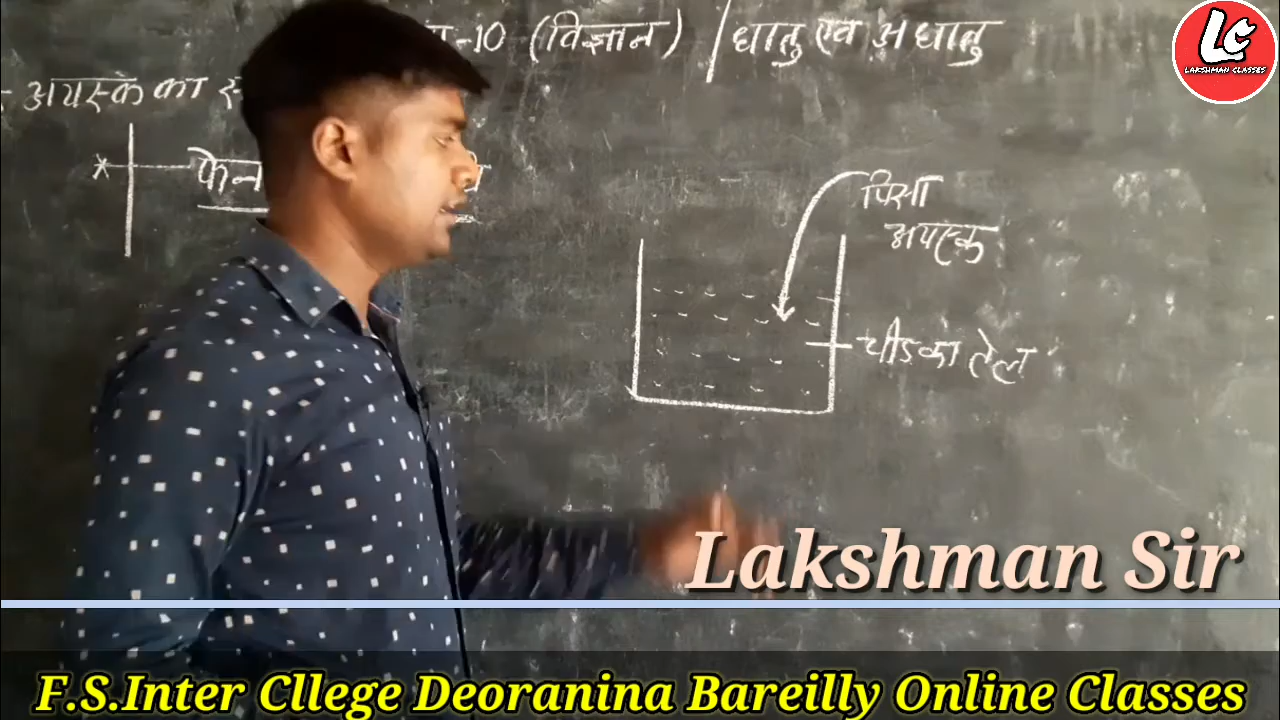 -10 (विज्ञान) / धातु एव अधातु
LC
LAKSHMAN CLASSES
अयस्क का
फेन
पिसा
अयस्क
चीड का तेल
Lakshman Sir
F.S.Inter Cllege Deoranina Bareilly Online Classes